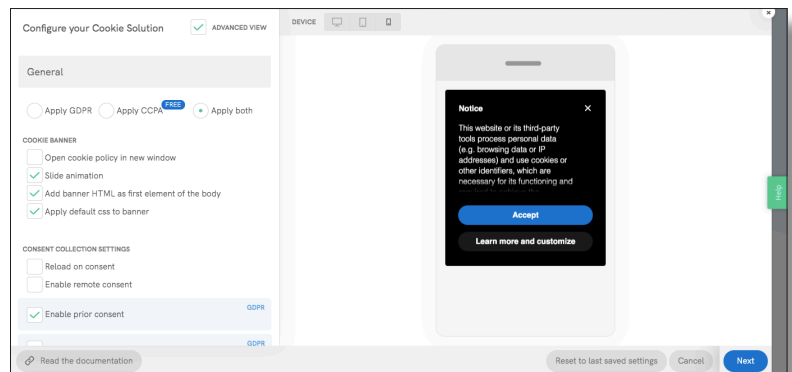 Configure your Cookie Solution
ADVANCED VIEW
DEVICE
General
Apply GDPR
Apply CCPA
FREE
Apply both
COOKIE BANNER
Open cookie policy in new window
Slide animation
Add banner HTML as first element of the body
Apply default css to banner
CONSENT COLLECTION SETTINGS
Reload on consent
Enable remote consent
Enable prior consent
GDPR
GDPR
Notice
This website or its third-party
tools process personal data
(e.g. browsing data or IP
addresses) and use cookies or
other identifiers, which are
necessary for its functioning and
Accept
Learn more and customize
Help
Read the documentation
Reset to last saved settings
Cancel
Next